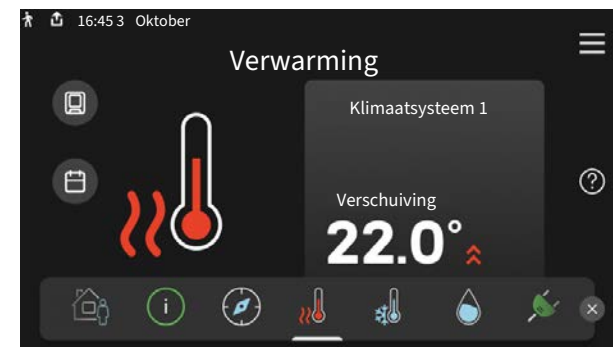 16:45 3 Oktober
Verwarming
Klimaatsysteem 1
Verschuiving
22.0°